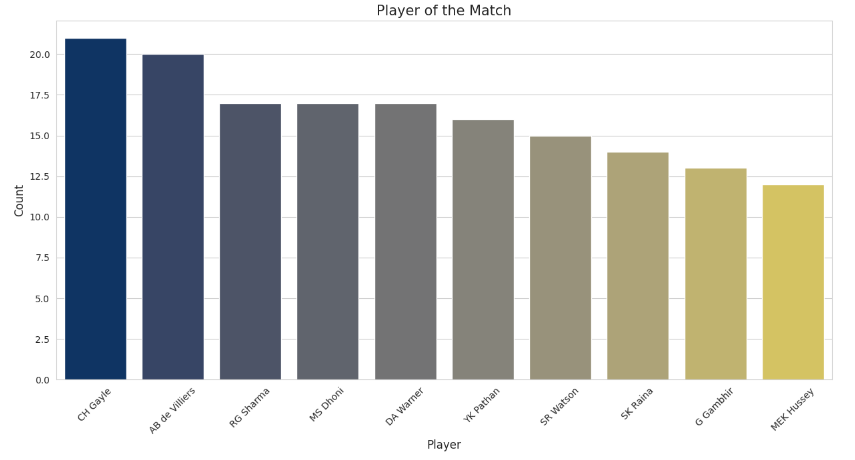 Player of the Match
Count
20.0
17.5
15.0
12.5
10.0
7.5
5.0
2.5
0.0
CH Gayle
AB de Villiers
RG Sharma
MS Dhoni
DA Warner
YK Pathan
SR Watson
SK Raina
G Gambhir
MEK Hussey
Player